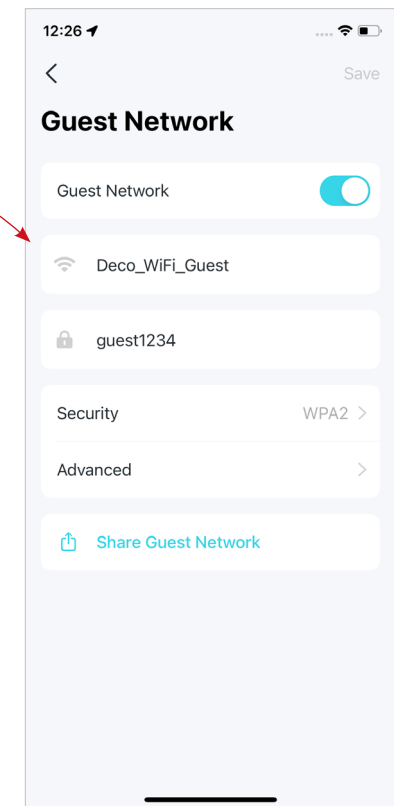 12:26
Save
Guest Network
Guest Network
Deco_WiFi_Guest
guest1234
Security WPA2
Advanced
Share Guest Network